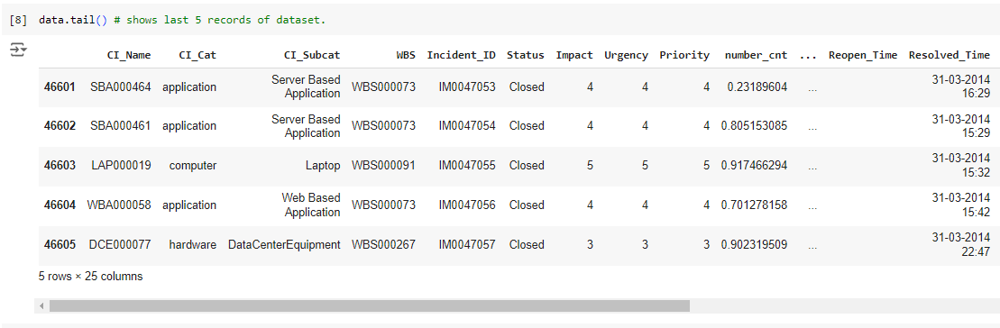 [8] data.tail() # shows last 5 records of dataset.
CI_Name CI_Cat CI_Subcat WBS Incident_ID Status Impact Urgency Priority number_cnt ... Reopen_Time Resolved_Time
46601 SBA000464 application Server Based Application WBS000073 IM0047053 Closed 4 4 4 0.23189604 ... 31-03-2014 16:29
46602 SBA000461 application Server Based Application WBS000073 IM0047054 Closed 4 4 4 0.805153085 ... 31-03-2014 15:29
46603 LAP000019 computer Laptop WBS000091 IM0047055 Closed 5 5 5 0.917466294 ... 31-03-2014 15:32
46604 WBA000058 application Web Based Application WBS000073 IM0047056 Closed 4 4 4 0.701278158 ... 31-03-2014 15:42
46605 DCE000077 hardware DataCenterEquipment WBS000267 IM0047057 Closed 3 3 3 0.902319509 ... 31-03-2014 22:47
5 rows × 25 columns